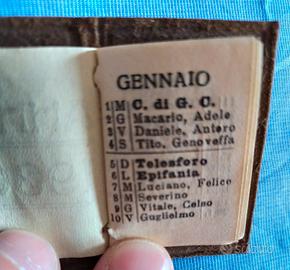 GENNAIO
1 M C. di G. C.
2 G Macario, Adele
3 V Daniele, Antero
4 S Tito, Genoveffa
5 D Telesforo
6 L Epifania
7 M Luciano, Felice
8 M Severino
9 G Vitale, Celso
10 V Guglielmo
subito